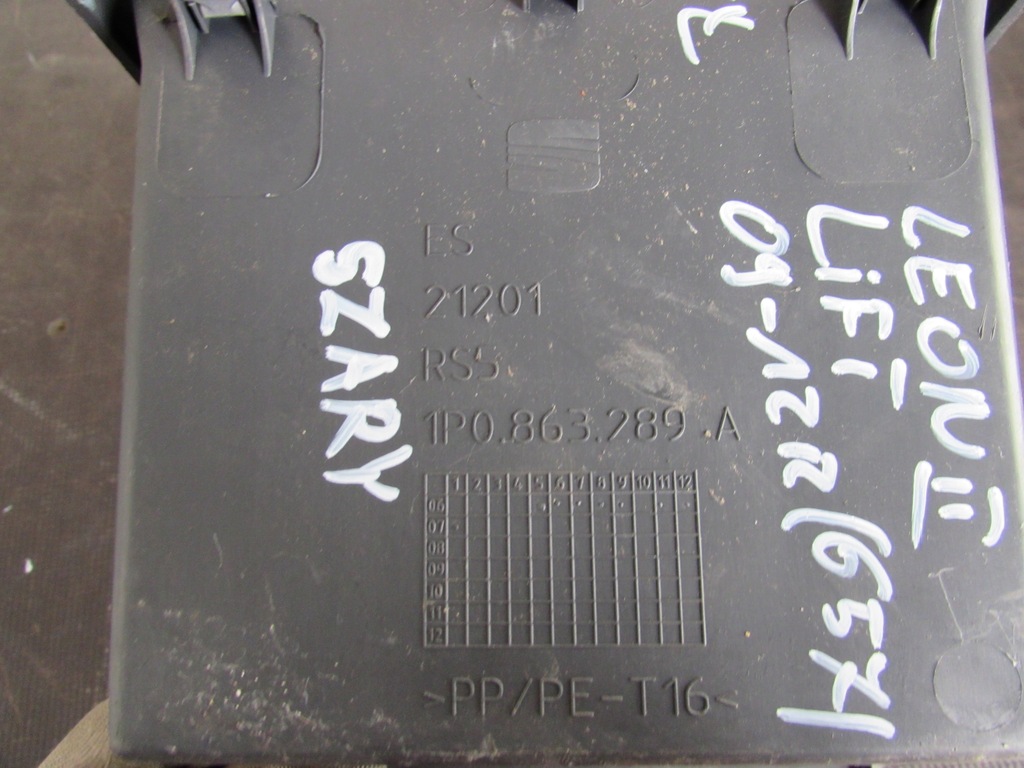 ES
21201
RS5
1P0.863.289.A
1 2 3 4 5 6 7 8 9 10 11 12
06
07
08
09
10
11
12
>PP/PE-T16<
SZARY
LEON II
LiFT
09-12R